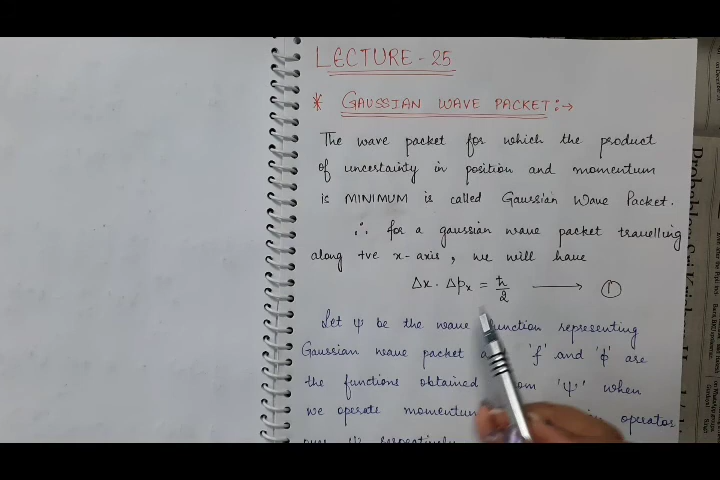 LECTURE - 25
* GAUSSIAN WAVE PACKET :→
The wave packet for which the product
of uncertainty in position and momentum
is MINIMUM is called Gaussian Wave Packet.
∴ for a gaussian wave packet travelling
along +ve x-axis, we will have
Δx · Δpₓ = ħ/2 → ①
Let ψ be the wave function representing
Gaussian wave packet 'f' and 'ϕ' are
the functions obtained 'ψ' when
we operate operator